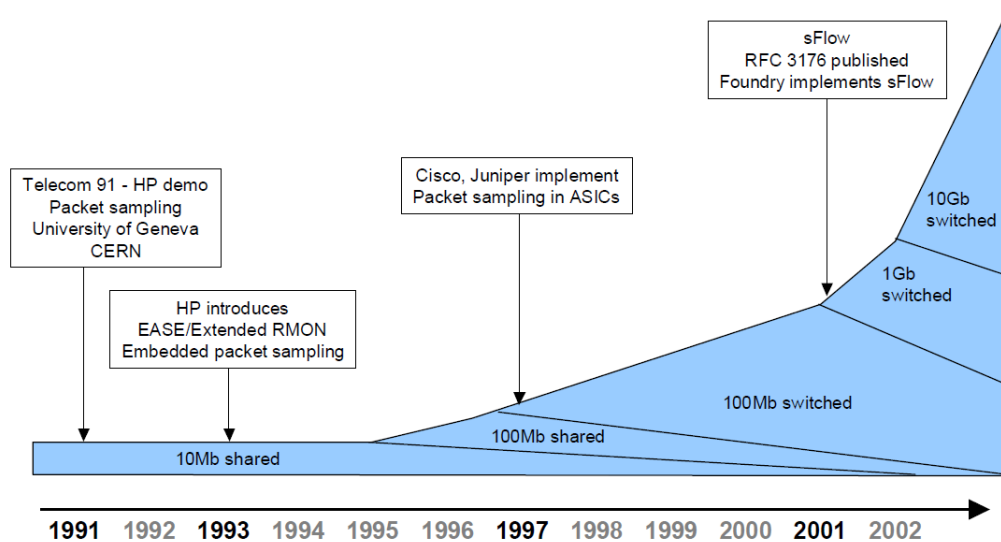 sFlow
RFC 3176 published
Foundry implements sFlow
Cisco, Juniper implement
Packet sampling in ASICs
Telecom 91 - HP demo
Packet sampling
University of Geneva
CERN
HP introduces
EASE/Extended RMON
Embedded packet sampling
10Gb
switched
1Gb
switched
100Mb switched
100Mb shared
10Mb shared
1991 1992 1993 1994 1995 1996 1997 1998 1999 2000 2001 2002